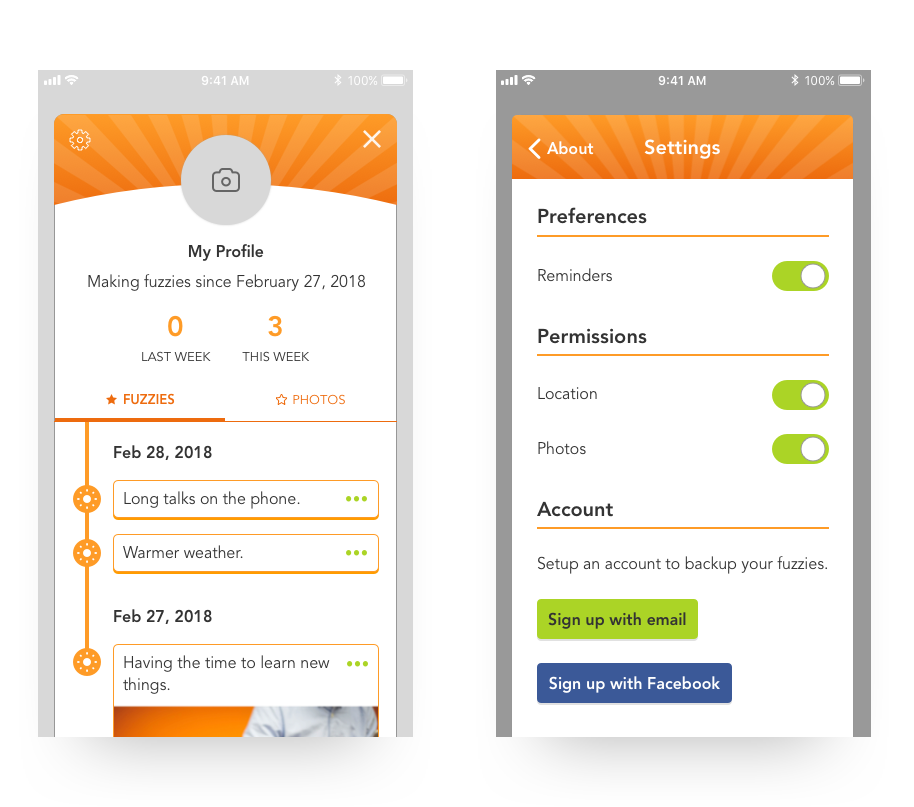 9:41 AM
100%
My Profile
Making fuzzies since February 27, 2018
0
3
LAST WEEK
THIS WEEK
FUZZIES
PHOTOS
Feb 28, 2018
Long talks on the phone.
Warmer weather.
Feb 27, 2018
Having the time to learn new
things.
9:41 AM
100%
About
Settings
Preferences
Reminders
Permissions
Location
Photos
Account
Setup an account to backup your fuzzies.
Sign up with email
Sign up with Facebook